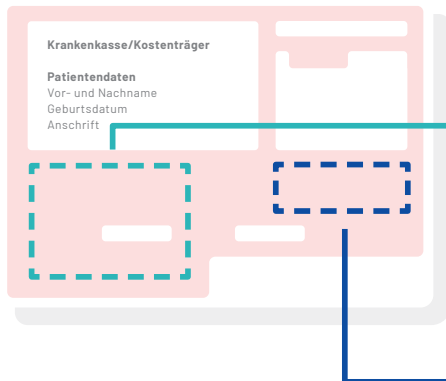 Krankenkasse/Kostenträger
Patientendaten
Vor- und Nachname
Geburtsdatum
Anschrift